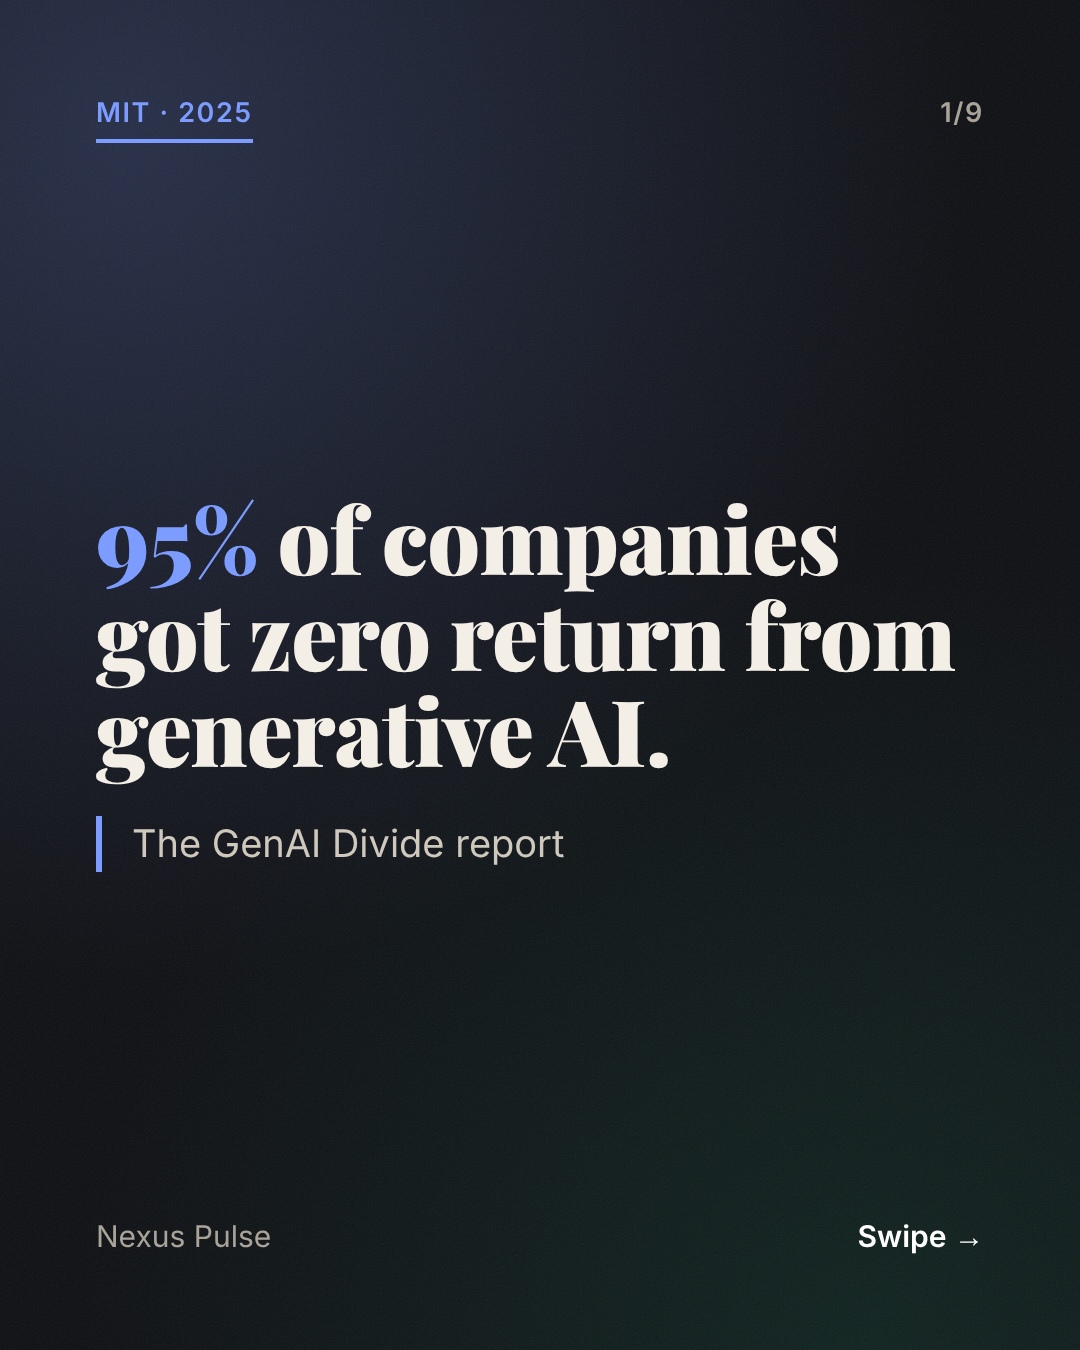 MIT · 2025
1/9
95% of companies
got zero return from
generative AI.
The GenAI Divide report
Nexus Pulse
Swipe →